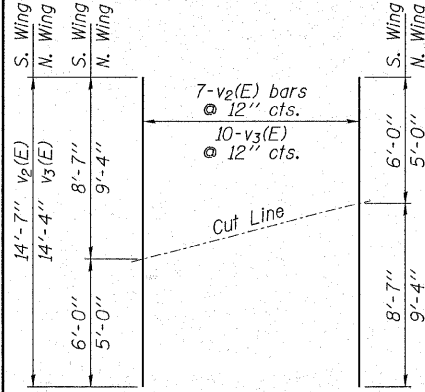 S. Wing
N. Wing
S. Wing
N. Wing
S. Wing
N. Wing
7-v2(E) bars
@ 12" cts.
10-v3(E)
@ 12" cts.
14'-7" v2(E)
14'-4" v3(E)
8'-7"
9'-4"
6'-0"
5'-0"
Cut Line
6'-0"
5'-0"
8'-7"
9'-4"